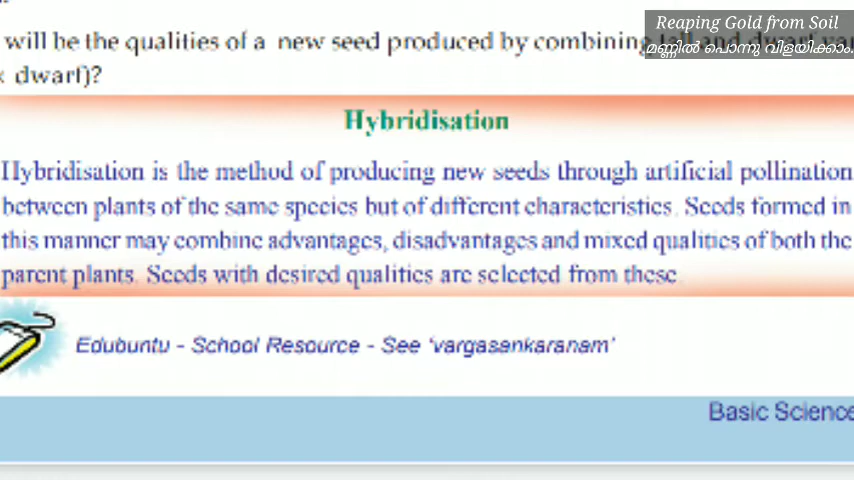 Reaping Gold from Soil
മണ്ണിൽ പൊന്നു വിളയിക്കാം.
will be the qualities of a new seed produced by combining tall and dwarf
dwarf)?
Hybridisation
Hybridisation is the method of producing new seeds through artificial pollination
between plants of the same species but of different characteristics. Seeds formed in
this manner may combine advantages, disadvantages and mixed qualities of both the
parent plants. Seeds with desired qualities are selected from these.
Edubuntu - School Resource - See 'vargasankaranam'
Basic Science